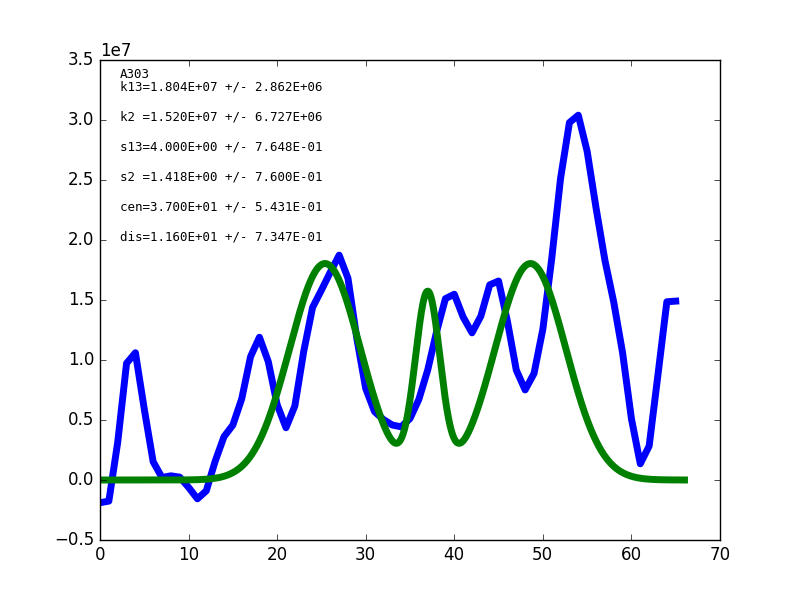 1e7
3.5
3.0
2.5
2.0
1.5
1.0
0.5
0.0
−0.5
A303
k13=1.804E+07 +/- 2.862E+06
k2 =1.520E+07 +/- 6.727E+06
s13=4.000E+00 +/- 7.648E-01
s2 =1.418E+00 +/- 7.600E-01
cen=3.700E+01 +/- 5.431E-01
dis=1.160E+01 +/- 7.347E-01
0 10 20 30 40 50 60 70